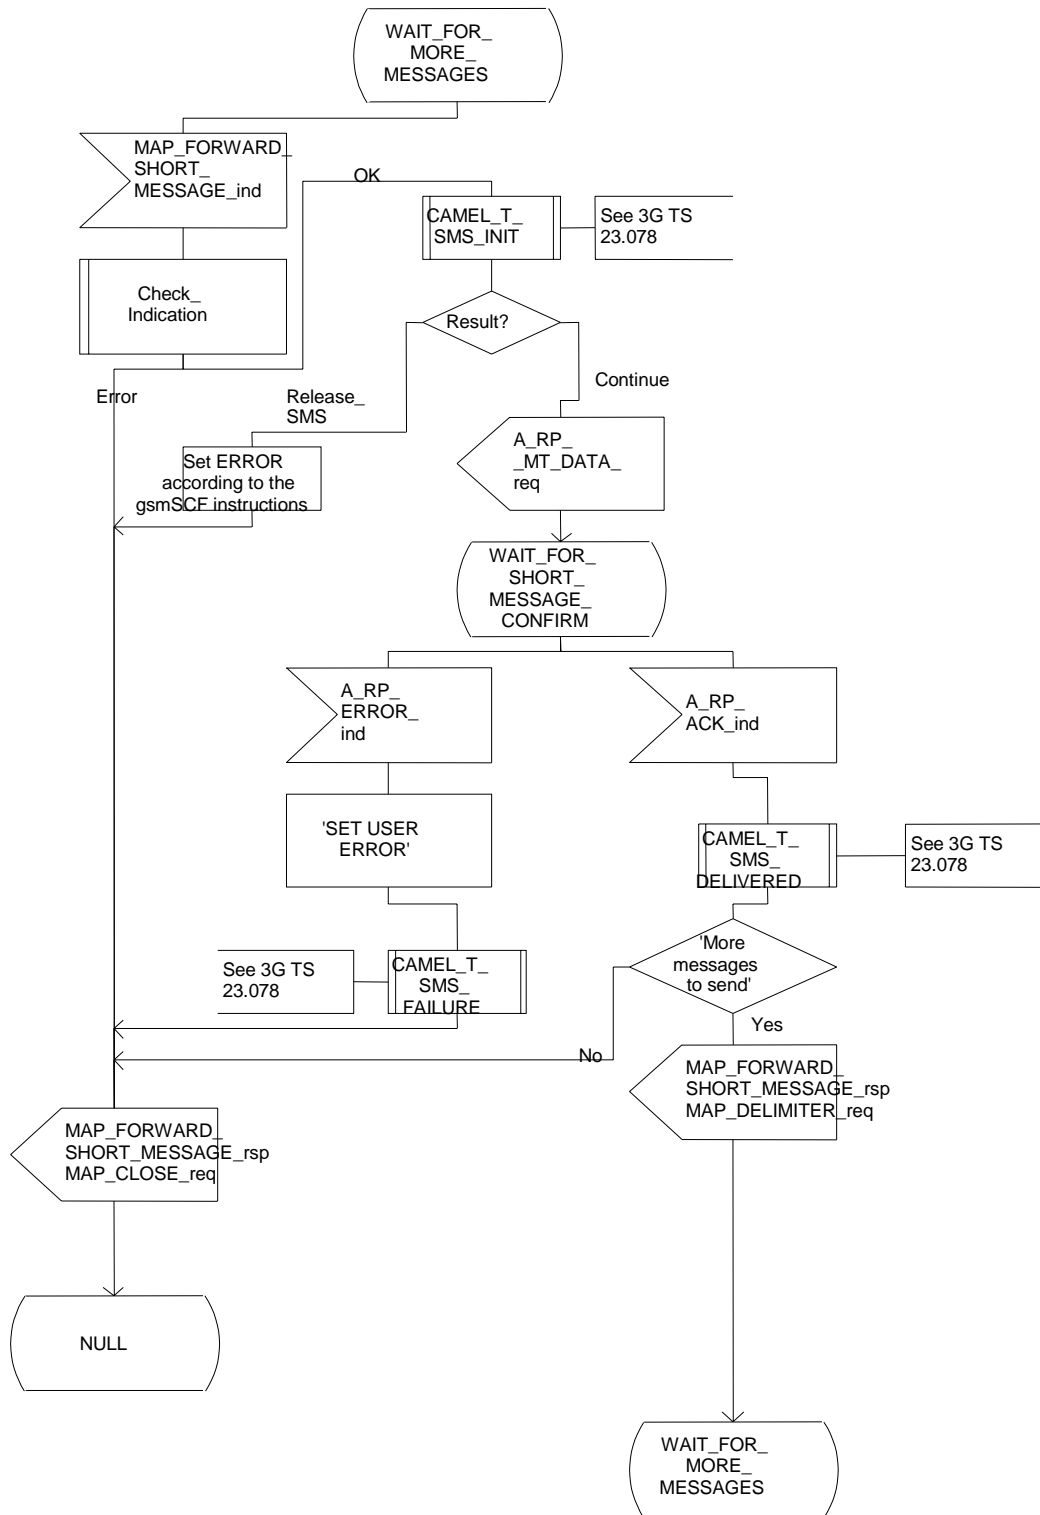 WAIT_FOR_
MORE_
MESSAGES
MAP_FORWARD_
SHORT_
MESSAGE_ind
OK
CAMEL_T_
SMS_INIT
See 3G TS
23.078
Check_
Indication
Result?
Error
Release_
SMS
Continue
Set ERROR
according to the
gsmSCF instructions
A_RP_
_MT_DATA_
req
WAIT_FOR_
SHORT_
MESSAGE_
CONFIRM
A_RP_
ERROR_
ind
A_RP_
ACK_ind
'SET USER
ERROR'
CAMEL_T_
SMS_
DELIVERED
See 3G TS
23.078
See 3G TS
23.078
CAMEL_T_
SMS_
FAILURE
'More
messages
to send'
Yes
No
MAP_FORWARD_
SHORT_MESSAGE_rsp
MAP_DELIMITER_req
MAP_FORWARD_
SHORT_MESSAGE_rsp
MAP_CLOSE_req
NULL
WAIT_FOR_
MORE_
MESSAGES